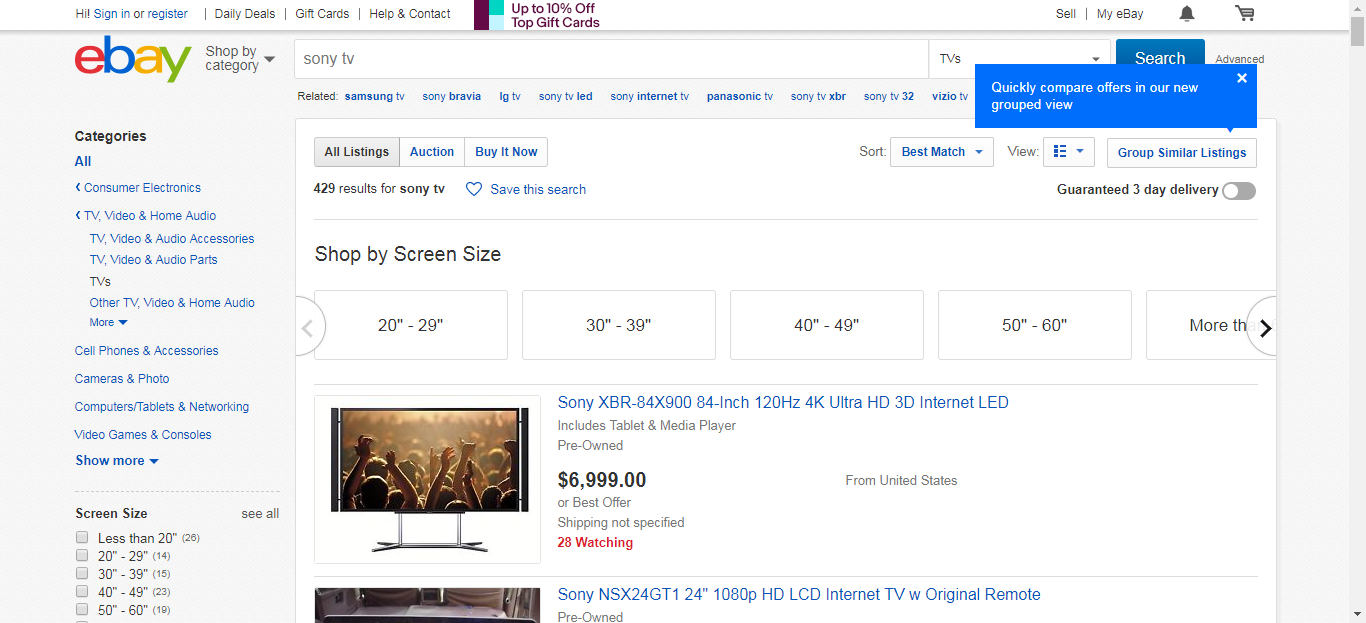 Hi! Sign in or register
Daily Deals
Gift Cards
Help & Contact
Up to 10% Off
Top Gift Cards
Sell
My eBay
ebay
Shop by
category
sony tv
TVs
Search
Advanced
Quickly compare offers in our new
grouped view
Related: samsung tv sony bravia lg tv sony tv led sony internet tv panasonic tv sony tv xbr sony tv 32 vizio tv
Categories
All
Consumer Electronics
TV, Video & Home Audio
TV, Video & Audio Accessories
TV, Video & Audio Parts
TVs
Other TV, Video & Home Audio
More
Cell Phones & Accessories
Cameras & Photo
Computers/Tablets & Networking
Video Games & Consoles
Show more
Screen Size
see all
Less than 20" (26)
20" - 29" (14)
30" - 39" (15)
40" - 49" (23)
50" - 60" (19)
All Listings
Auction
Buy It Now
Sort: Best Match
View:
Group Similar Listings
429 results for sony tv
Save this search
Guaranteed 3 day delivery
Shop by Screen Size
20" - 29"
30" - 39"
40" - 49"
50" - 60"
More
Sony XBR-84X900 84-Inch 120Hz 4K Ultra HD 3D Internet LED
Includes Tablet & Media Player
Pre-Owned
$6,999.00
From United States
or Best Offer
Shipping not specified
28 Watching
Sony NSX24GT1 24" 1080p HD LCD Internet TV w Original Remote
Pre-Owned